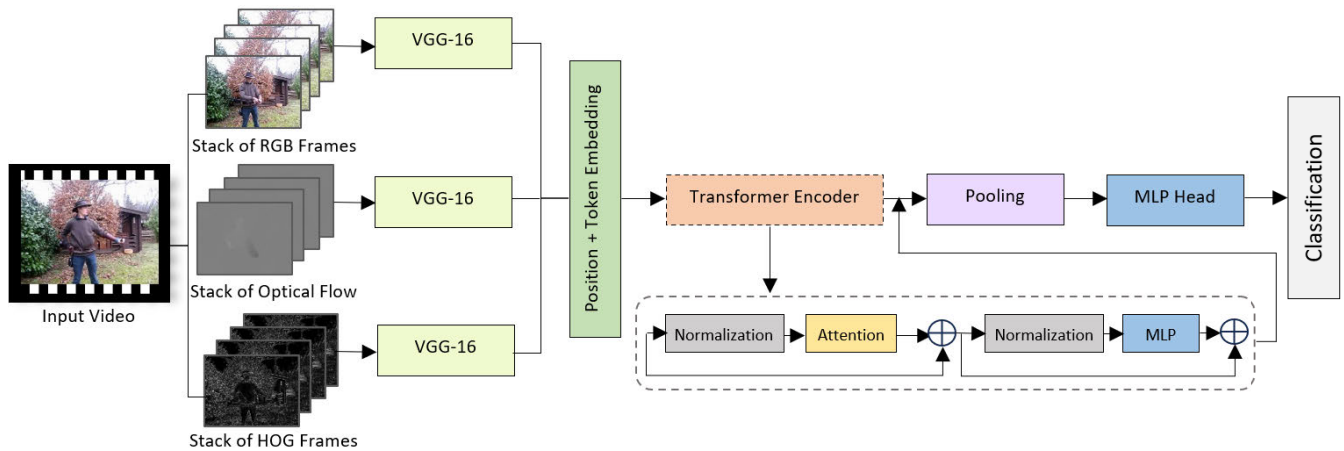 VGG-16
Stack of RGB Frames
Input Video
VGG-16
Stack of Optical Flow
VGG-16
Stack of HOG Frames
Position + Token Embedding
Transformer Encoder
Pooling
MLP Head
Classification
Normalization
Attention
Normalization
MLP